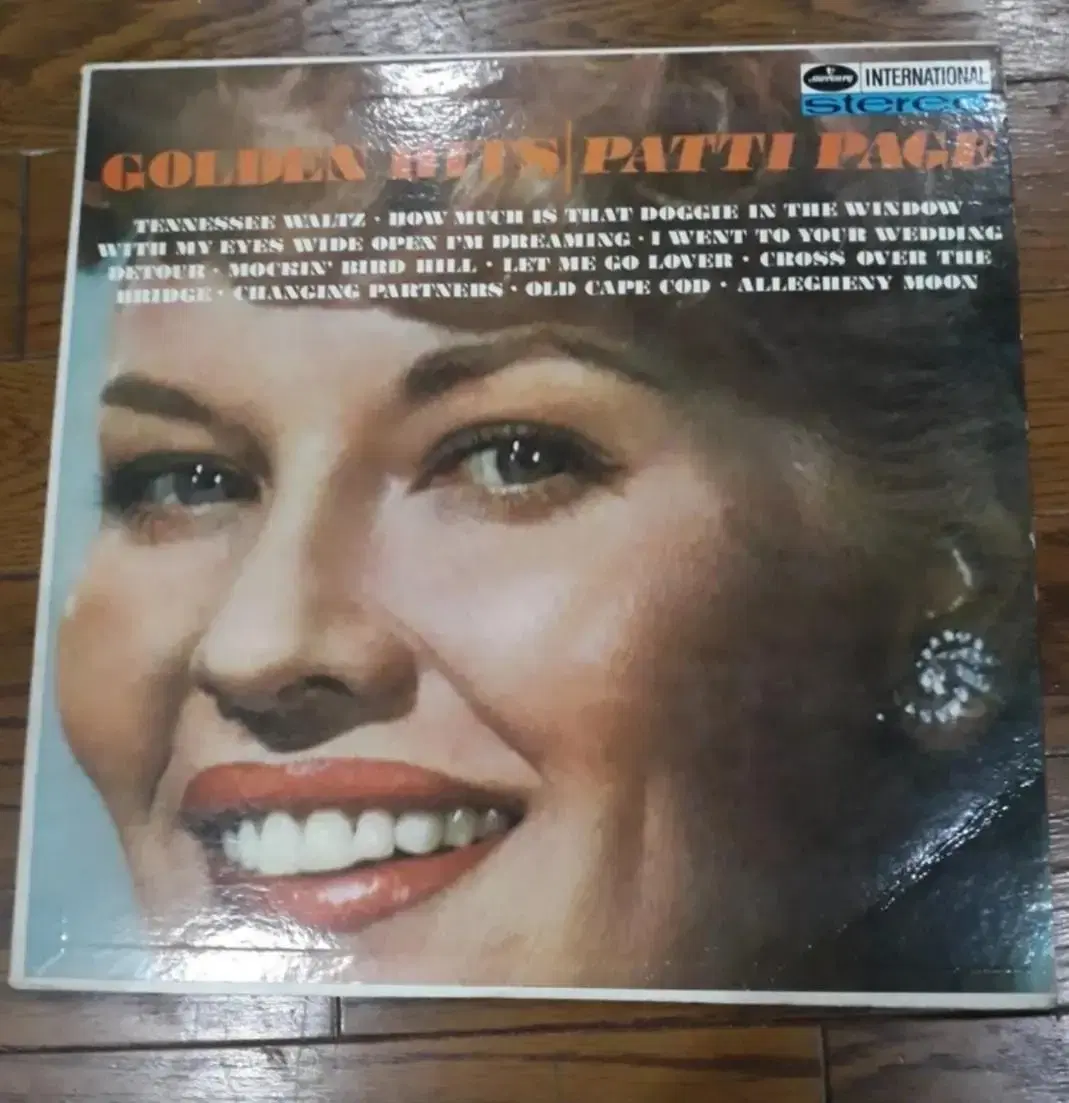 Mercury INTERNATIONAL
stereo
GOLDEN HITS | PATTI PAGE
TENNESSEE WALTZ · HOW MUCH IS THAT DOGGIE IN THE WINDOW
WITH MY EYES WIDE OPEN I'M DREAMING · I WENT TO YOUR WEDDING
DETOUR · MOCKIN' BIRD HILL · LET ME GO LOVER · CROSS OVER THE
BRIDGE · CHANGING PARTNERS · OLD CAPE COD · ALLEGHENY MOON